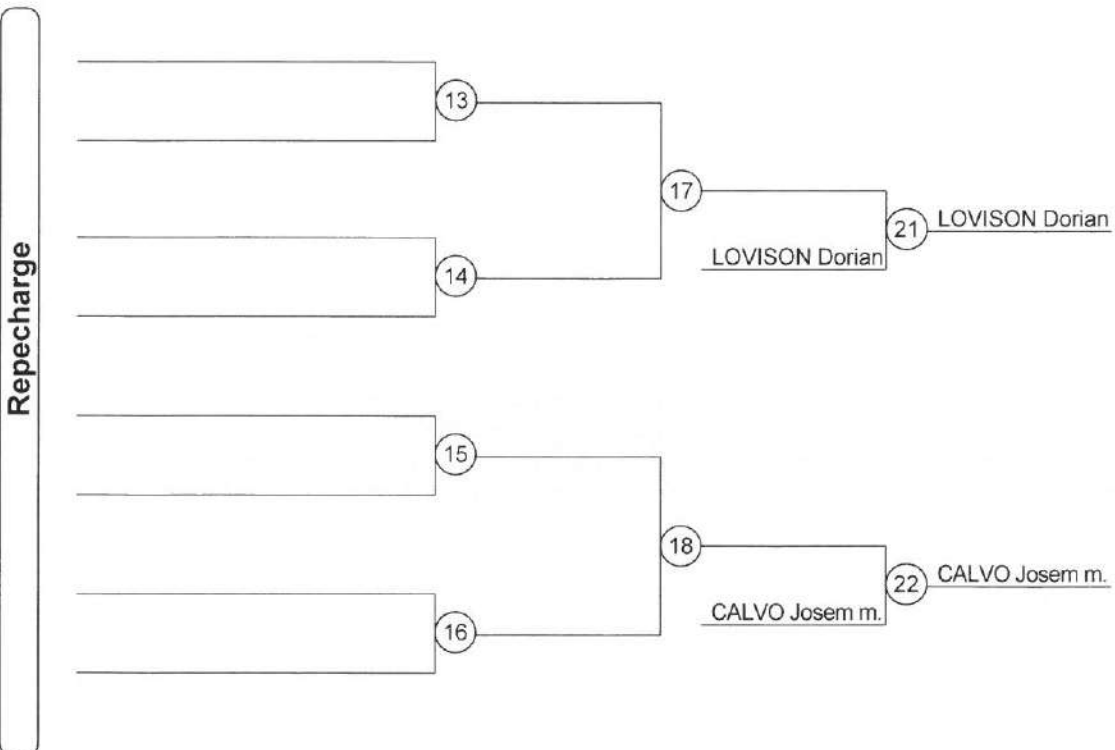 Repecharge
13
17
21 LOVISON Dorian
LOVISON Dorian
14
15
18
22 CALVO Josem m.
CALVO Josem m.
16